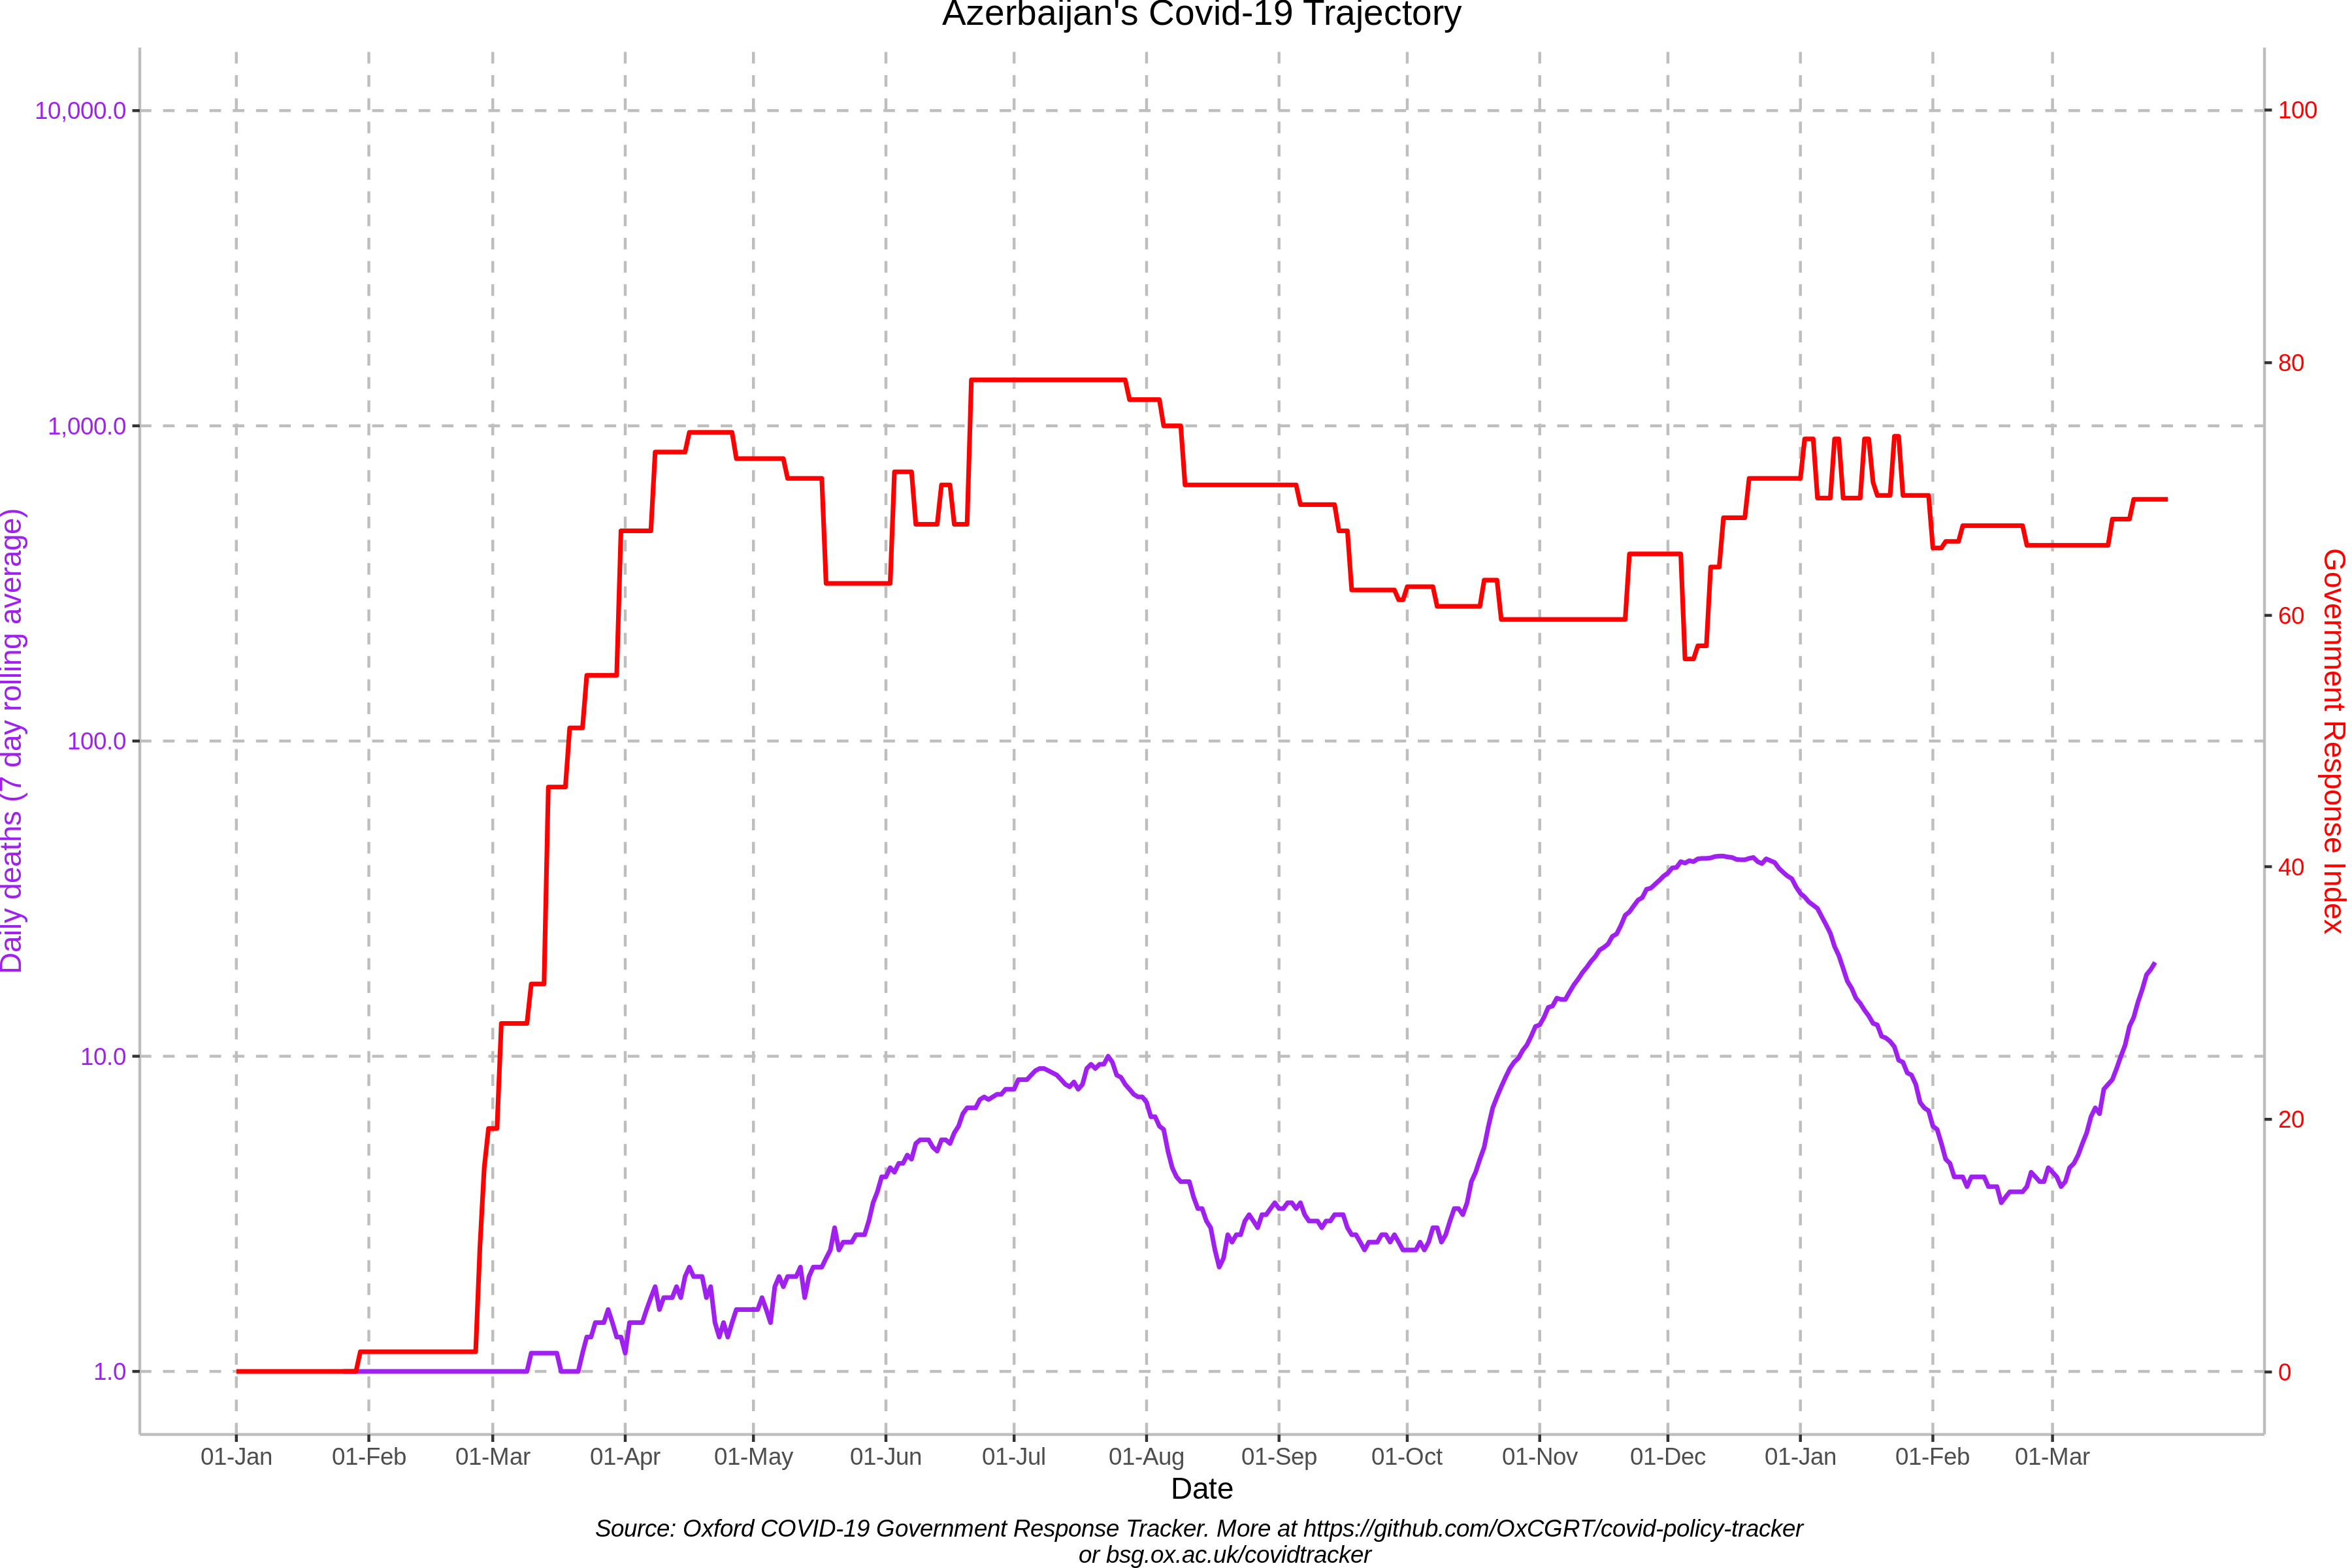 Azerbaijan's Covid-19 Trajectory
10,000.0
1,000.0
100.0
10.0
1.0
Daily deaths (7 day rolling average)
100
80
60
40
20
0
Government Response Index
01-Jan
01-Feb
01-Mar
01-Apr
01-May
01-Jun
01-Jul
01-Aug
01-Sep
01-Oct
01-Nov
01-Dec
01-Jan
01-Feb
01-Mar
Date
Source: Oxford COVID-19 Government Response Tracker. More at https://github.com/OxCGRT/covid-policy-tracker
or bsg.ox.ac.uk/covidtracker